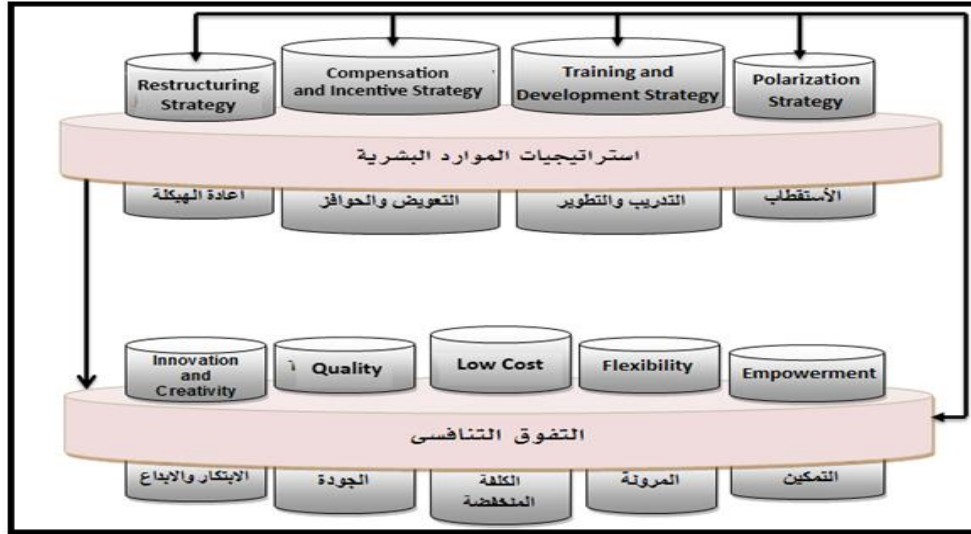 Restructuring
Strategy
Compensation
and Incentive Strategy
Training and
Development Strategy
Polarization
Strategy
استراتيجيات الموارد البشرية
اعادة الهيكلة
التعويض والحوافز
التدريب والتطوير
الأستقطاب
Innovation
and
Creativity
Quality
Low Cost
Flexibility
Empowerment
التفوق التنافسي
الابتكار والابداع
الجودة
الكلفة
المنخفضة
المرونة
التمكين